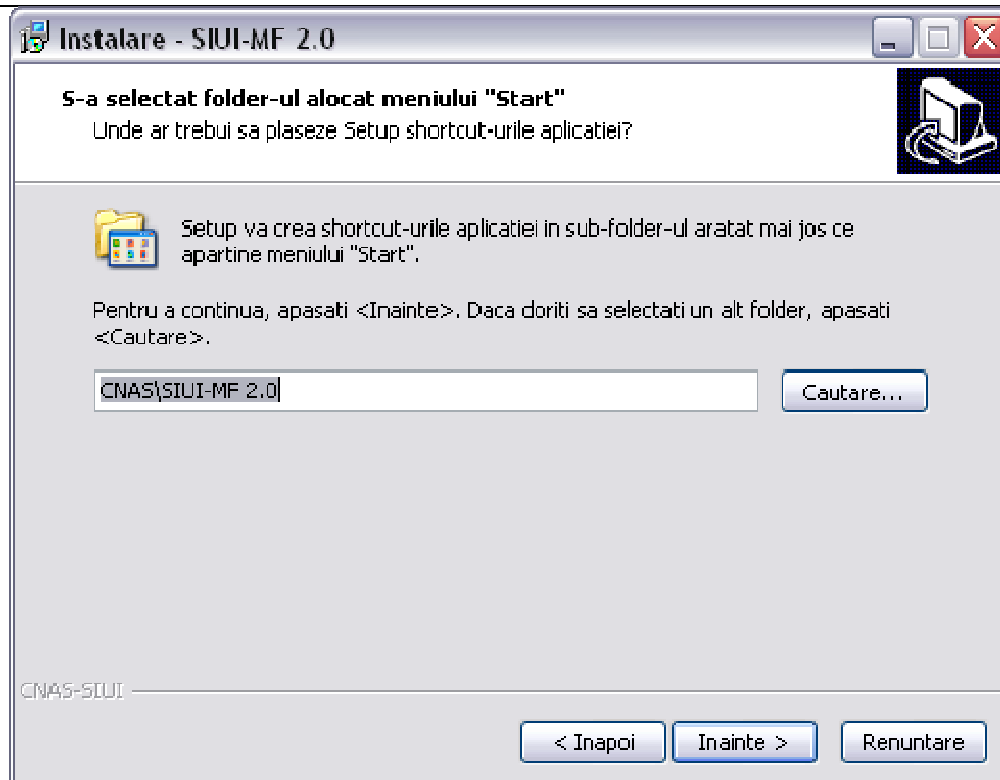 Instalare - SIUI-MF 2.0
S-a selectat folder-ul alocat meniului "Start"
Unde ar trebui sa plaseze Setup shortcut-urile aplicatiei?
Setup va crea shortcut-urile aplicatiei in sub-folder-ul aratat mai jos ce
apartine meniului "Start".
Pentru a continua, apasati <Inainte>. Daca doriti sa selectati un alt folder, apasati
<Cautare>.
CNAS\SIUI-MF 2.0
Cautare...
CNAS-SIUI
< Inapoi
Inainte >
Renuntare